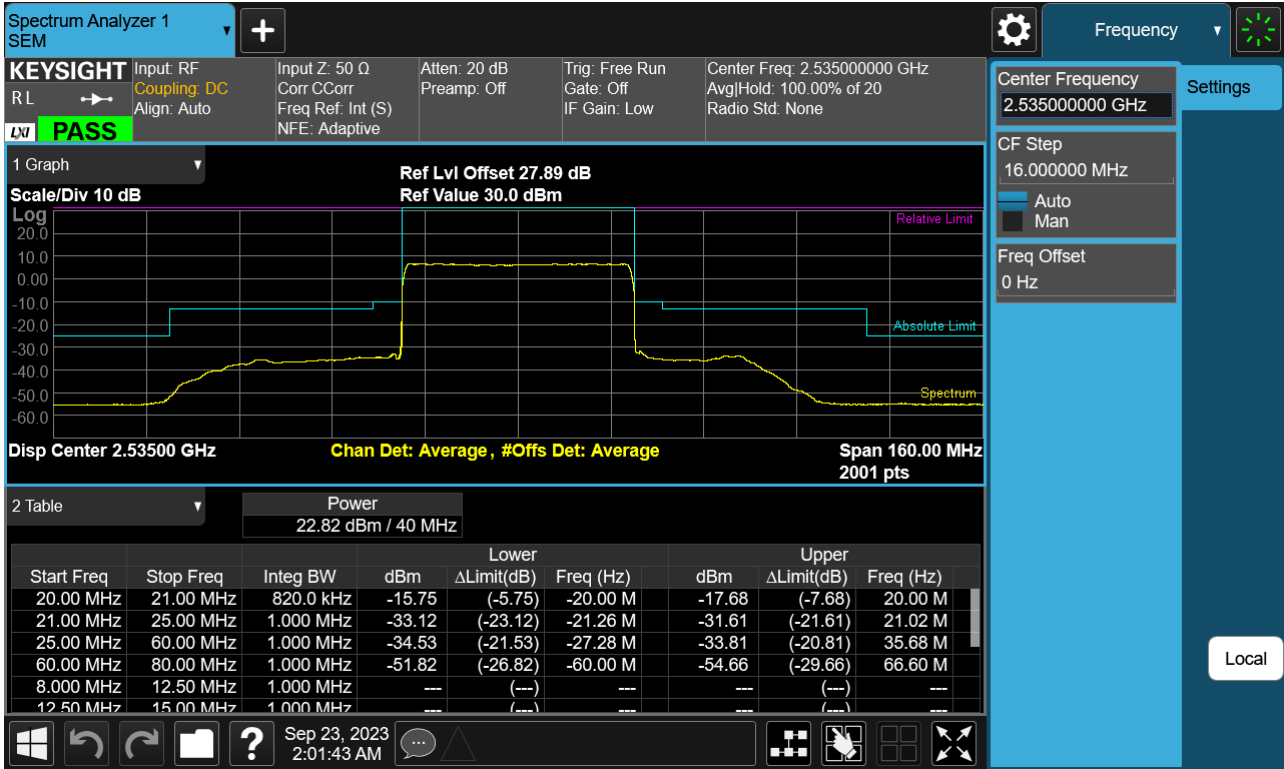 Spectrum Analyzer 1
SEM
▼
+
Frequency
▼
KEYSIGHT
R L
LXI
PASS
Input: RF
Coupling: DC
Align: Auto
Input Z: 50 Ω
Corr CCorr
Freq Ref: Int (S)
NFE: Adaptive
Atten: 20 dB
Preamp: Off
Trig: Free Run
Gate: Off
IF Gain: Low
Center Freq: 2.535000000 GHz
Avg|Hold: 100.00% of 20
Radio Std: None
Center Frequency
2.535000000 GHz
Settings
CF Step
16.000000 MHz
Auto
Man
Freq Offset
0 Hz
1 Graph ▼
Ref Lvl Offset 27.89 dB
Scale/Div 10 dB Ref Value 30.0 dBm
Log
20.0
10.0
0.00
-10.0
-20.0
-30.0
-40.0
-50.0
-60.0
Relative Limit
Absolute Limit
Spectrum
Disp Center 2.53500 GHz Chan Det: Average, #Offs Det: Average Span 160.00 MHz
2001 pts
2 Table ▼
Power
22.82 dBm / 40 MHz
Lower Upper
Start Freq Stop Freq Integ BW dBm ΔLimit(dB) Freq (Hz) dBm ΔLimit(dB) Freq (Hz)
20.00 MHz 21.00 MHz 820.0 kHz -15.75 (-5.75) -20.00 M -17.68 (-7.68) 20.00 M
21.00 MHz 25.00 MHz 1.000 MHz -33.12 (-23.12) -21.26 M -31.61 (-21.61) 21.02 M
25.00 MHz 60.00 MHz 1.000 MHz -34.53 (-21.53) -27.28 M -33.81 (-20.81) 35.68 M
60.00 MHz 80.00 MHz 1.000 MHz -51.82 (-26.82) -60.00 M -54.66 (-29.66) 66.60 M
8.000 MHz 12.50 MHz 1.000 MHz --- (---) --- --- (---) ---
12.50 MHz 15.00 MHz 1.000 MHz --- (---) --- --- (---) ---
Local
?
Sep 23, 2023
2:01:43 AM